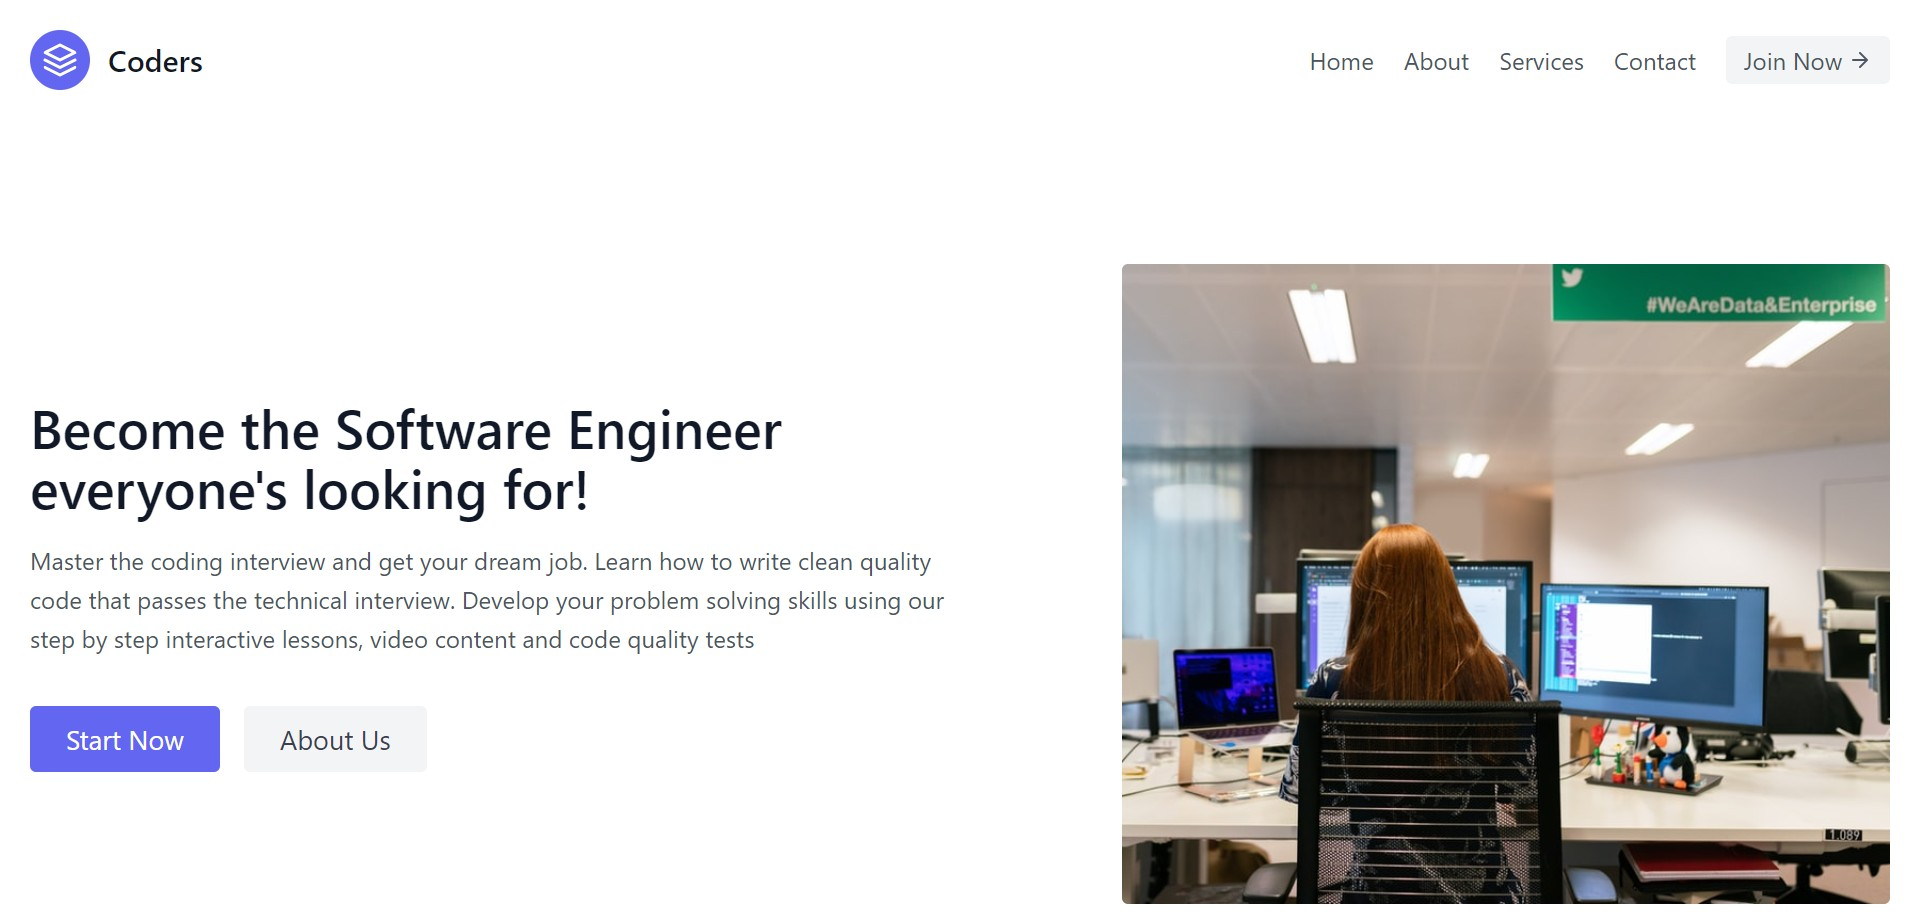 Coders
Home
About
Services
Contact
Join Now
#WeAreData&Enterprise
Become the Software Engineer
everyone's looking for!
Master the coding interview and get your dream job. Learn how to write clean quality
code that passes the technical interview. Develop your problem solving skills using our
step by step interactive lessons, video content and code quality tests
Start Now
About Us
1.089